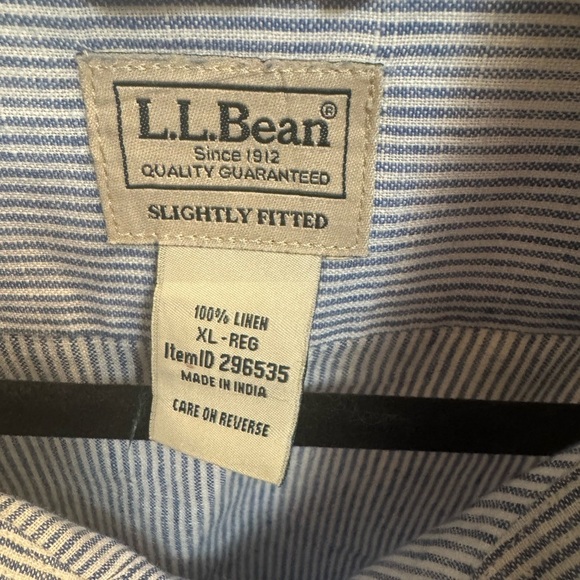 L.L.Bean®
Since 1912
QUALITY GUARANTEED
SLIGHTLY FITTED
100% LINEN
XL-REG
ItemID 296535
MADE IN INDIA
CARE ON REVERSE